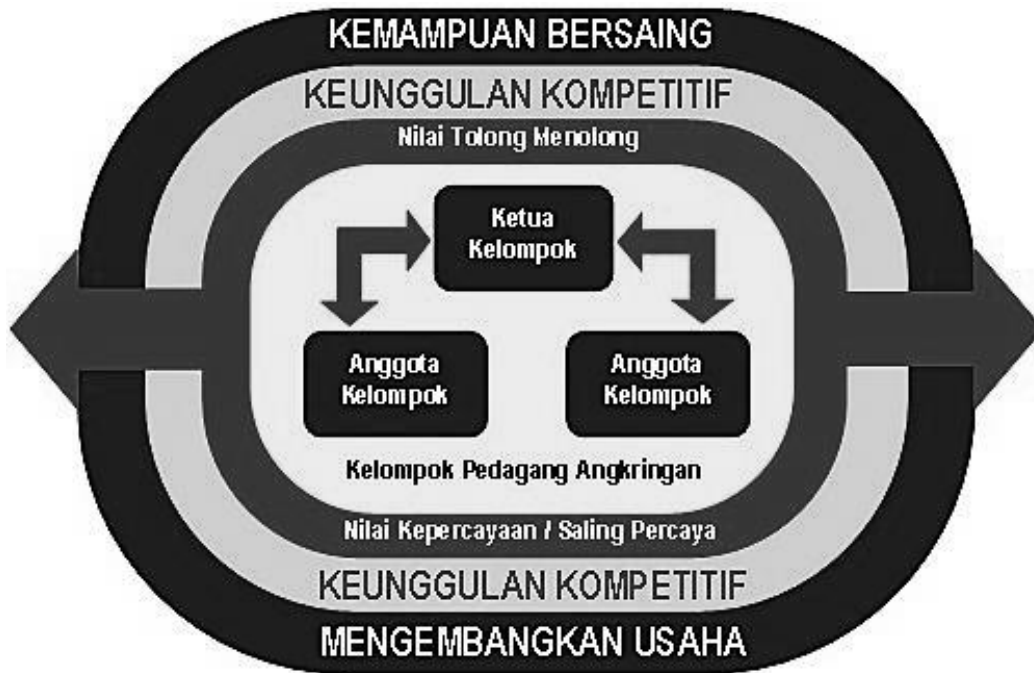 KEMAMPUAN BERSAING
KEUNGGULAN KOMPETITIF
Nilai Tolong Menolong
Ketua
Kelompok
Anggota
Kelompok
Anggota
Kelompok
Kelompok Pedagang Angkringan
Nilai Kepercayaan / Saling Percaya
KEUNGGULAN KOMPETITIF
MENGEMBANGKAN USAHA